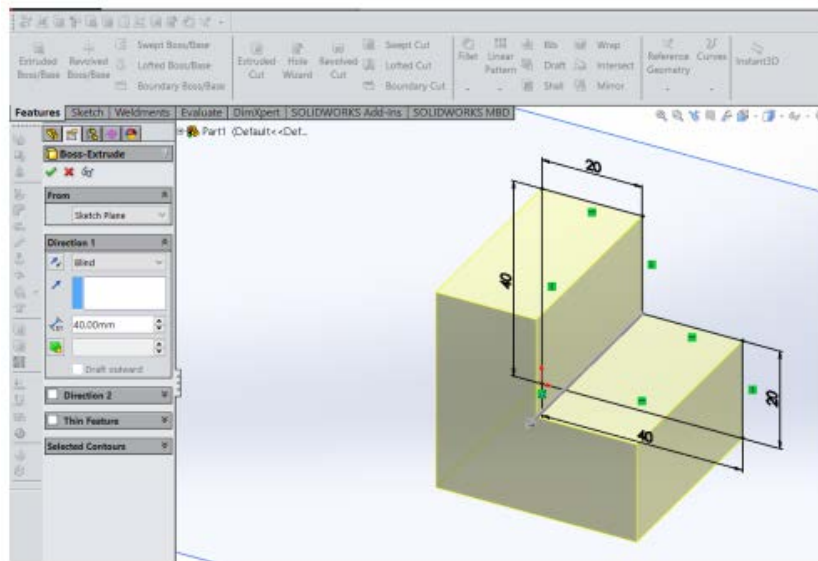 Swept Boss/Base
Swept Cut
Rib
Wrap
Extruded Boss/Base
Revolved Boss/Base
Lofted Boss/Base
Extruded Cut
Hole Wizard
Revolved Cut
Lofted Cut
Fillet
Linear Pattern
Draft
Intersect
Reference Geometry
Curves
Instant3D
Boundary Boss/Base
Boundary Cut
Shell
Mirror
Features Sketch Weldments Evaluate DimXpert SOLIDWORKS Add-Ins SOLIDWORKS MBD
Part1 (Default<<Def...
Boss-Extrude
From
Sketch Plane
Direction 1
Blind
40.00mm
Draft outward
Direction 2
Thin Feature
Selected Contours
20
40
20
40